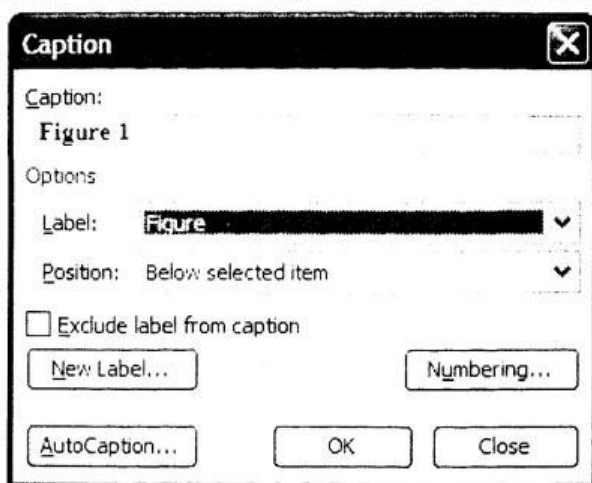 Caption
Caption:
Figure 1
Options
Label: Figure
Position: Below selected item
Exclude label from caption
New Label... Numbering...
AutoCaption... OK Close